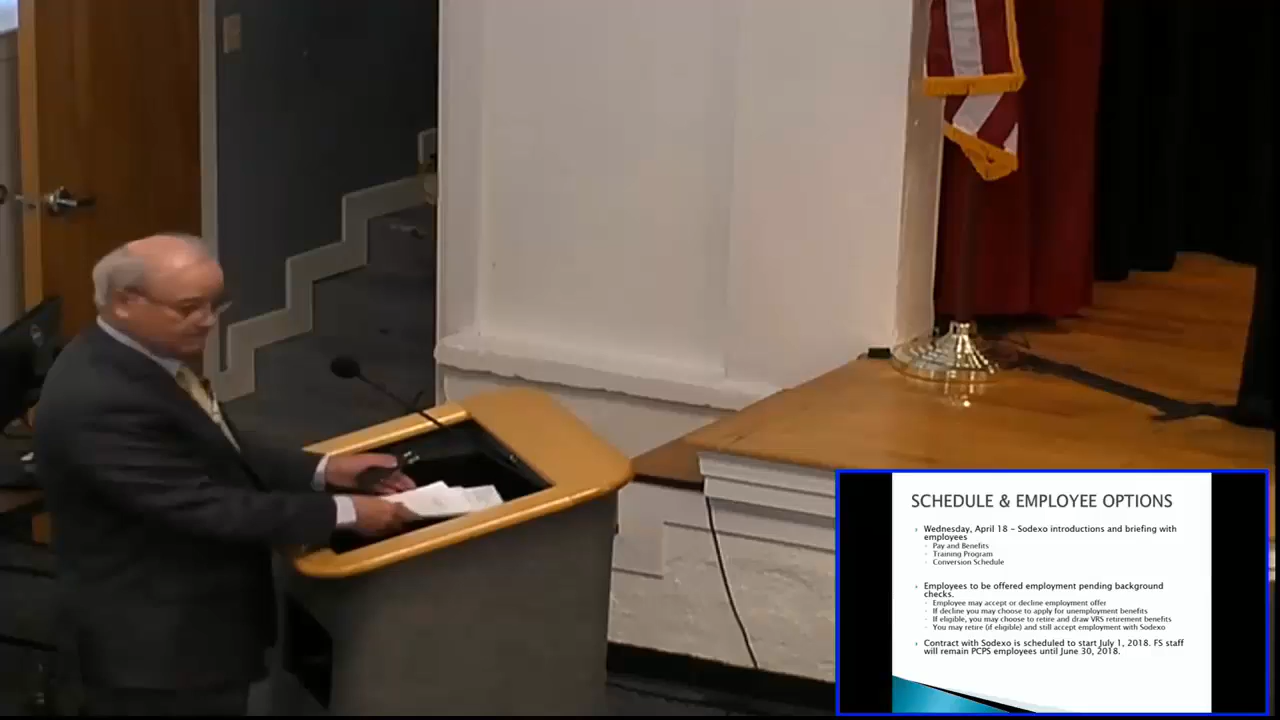 SCHEDULE & EMPLOYEE OPTIONS
Wednesday, April 18 – Sodexo introductions and briefing with
employees
Pay and Benefits
Training Program
Conversion Schedule
Employees to be offered employment pending background
checks.
Employee may accept or decline employment offer
If decline you may choose to apply for unemployment benefits
If eligible, you may choose to retire and draw VRS retirement benefits
You may retire (if eligible) and still accept employment with Sodexo
Contract with Sodexo is scheduled to start July 1, 2018. FS staff
will remain PCPS employees until June 30, 2018.